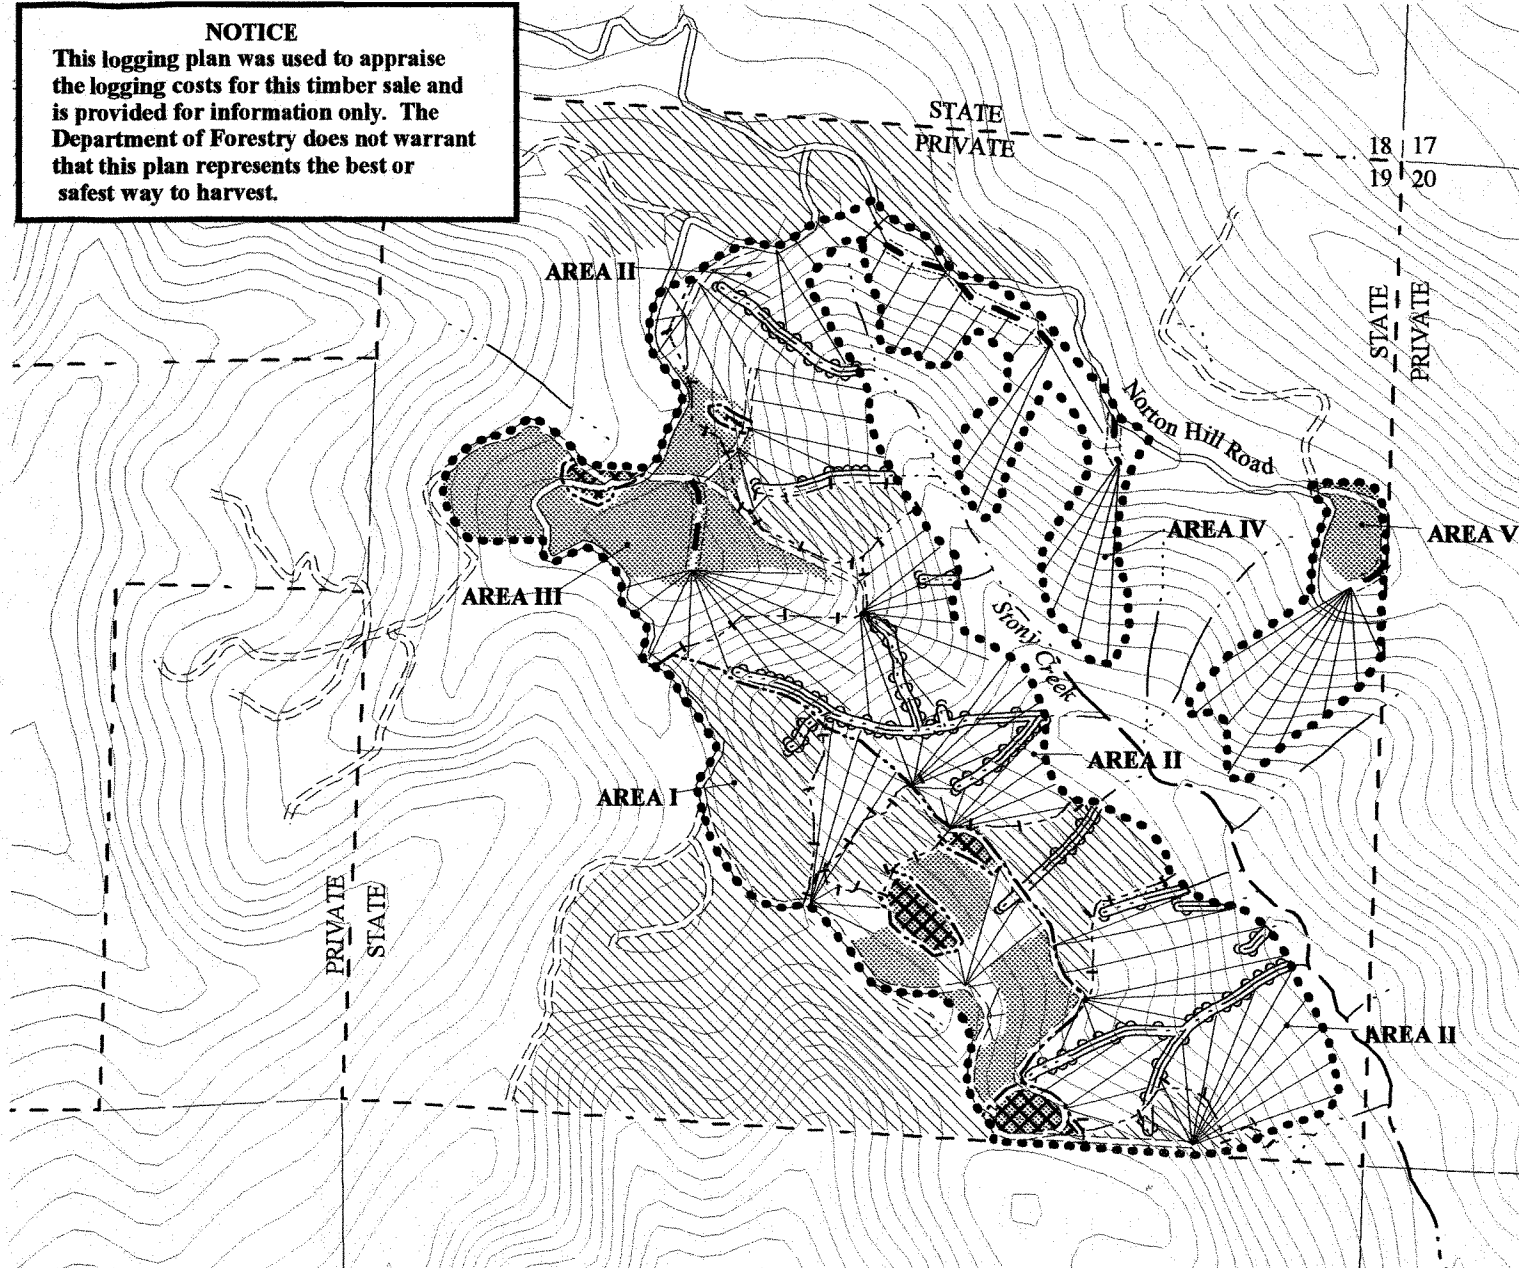 NOTICE
This logging plan was used to appraise
the logging costs for this timber sale and
is provided for information only. The
Department of Forestry does not warrant
that this plan represents the best or
safest way to harvest.
STATE
PRIVATE
18 17
19 20
AREA II
STATE
PRIVATE
Norton Hill Road
AREA IV
AREA V
AREA III
Stony Creek
AREA II
AREA I
PRIVATE
STATE
AREA II